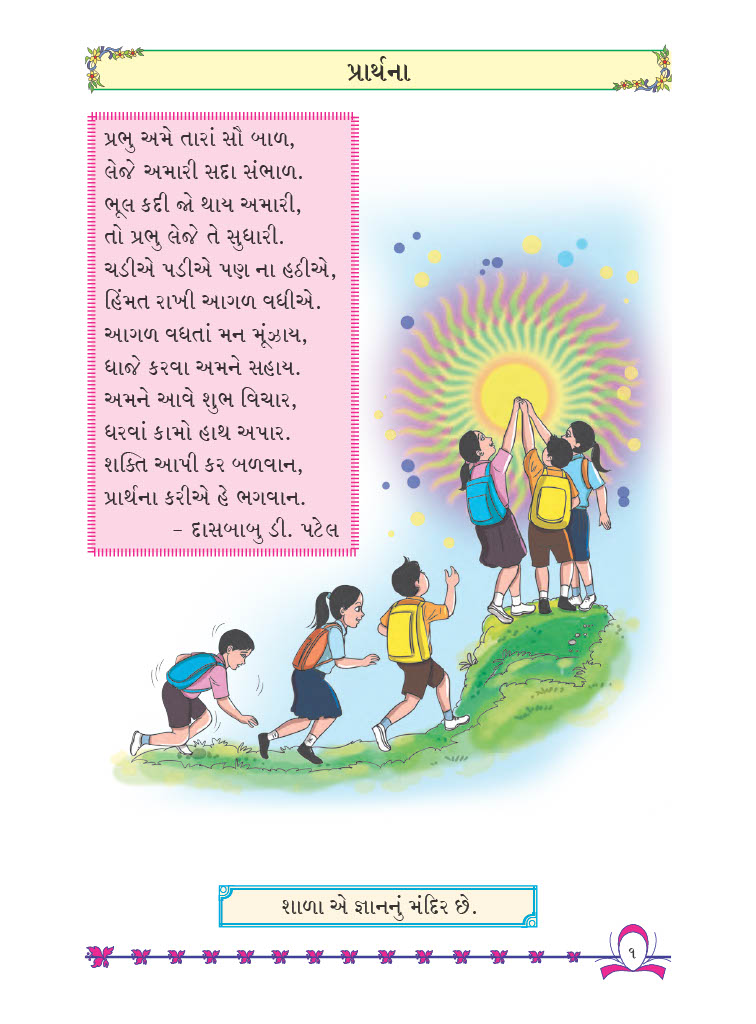 પ્રાર્થના
પ્રભુ અમે તારાં સૌ બાળ,
લેજે અમારી સદા સંભાળ.
ભૂલ કદી જો થાય અમારી,
તો પ્રભુ લેજે તે સુધારી.
ચડીએ પડીએ પણ ના હઠીએ,
હિંમત રાખી આગળ વધીએ.
આગળ વધતાં મન મૂંઝાય,
ધાજે કરવા અમને સહાય.
અમને આવે શુભ વિચાર,
ધરવાં કામો હાથ અપાર.
શક્તિ આપી કર બળવાન,
પ્રાર્થના કરીએ હે ભગવાન.
– દાસબાબુ ડી. પટેલ
શાળા એ જ્ઞાનનું મંદિર છે.
૧